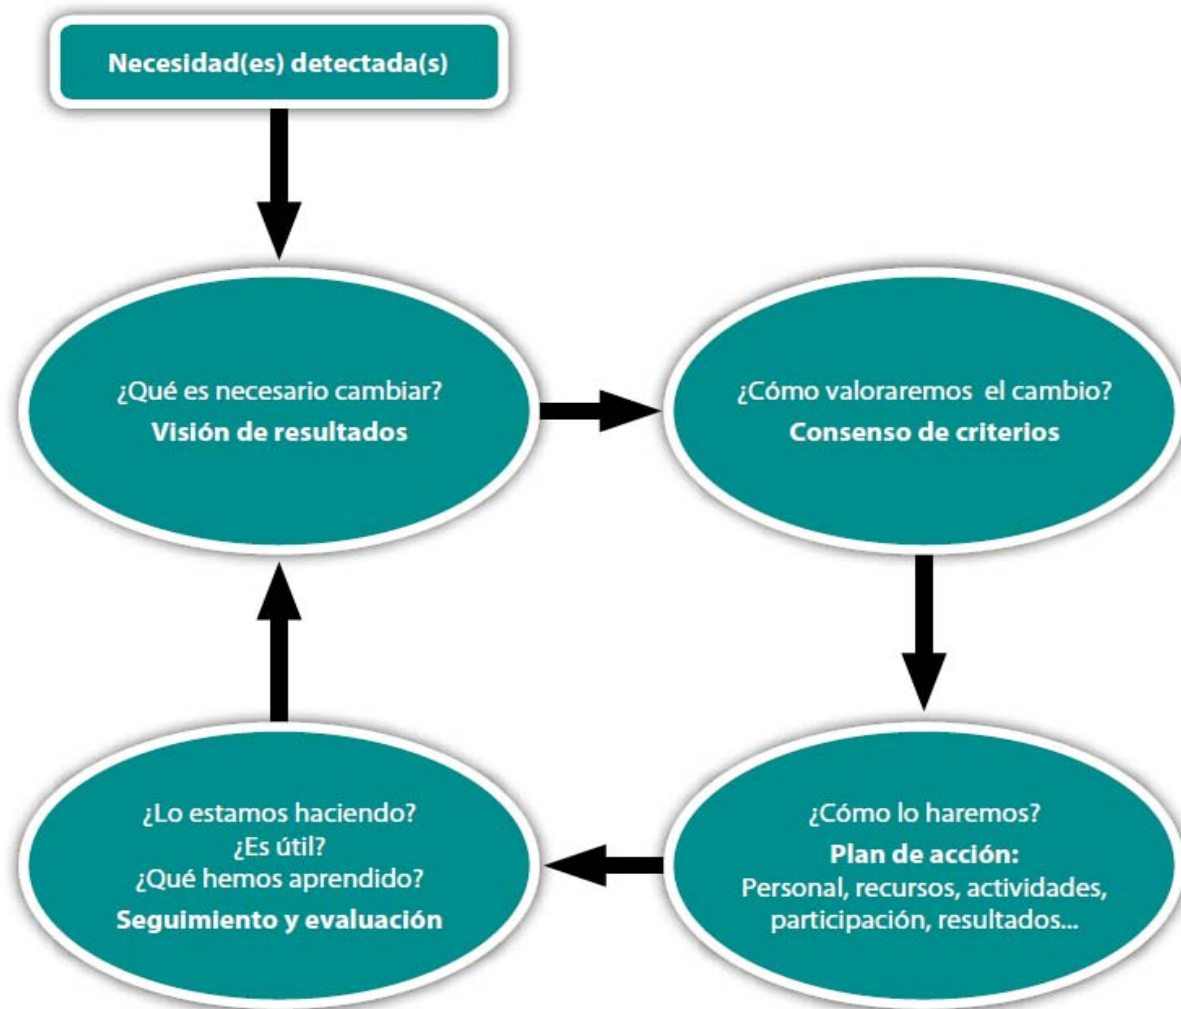 Necesidad(es) detectada(s)
¿Qué es necesario cambiar?
Visión de resultados
¿Cómo valoraremos el cambio?
Consenso de criterios
¿Lo estamos haciendo?
¿Es útil?
¿Qué hemos aprendido?
Seguimiento y evaluación
¿Cómo lo haremos?
Plan de acción:
Personal, recursos, actividades,
participación, resultados...